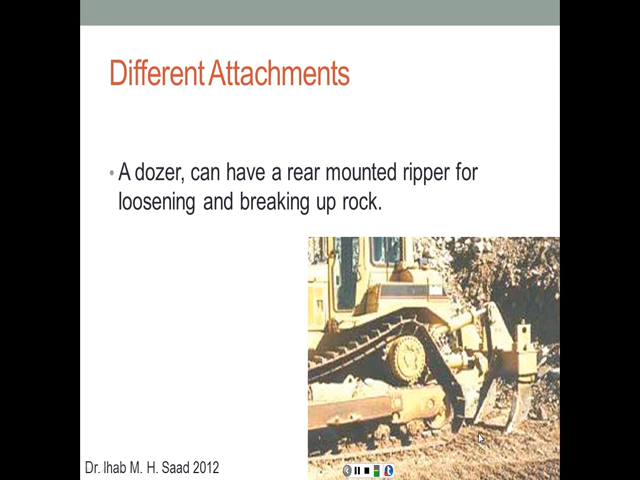 Different Attachments
• A dozer, can have a rear mounted ripper for
loosening and breaking up rock.
Dr. Ihab M. H. Saad 2012